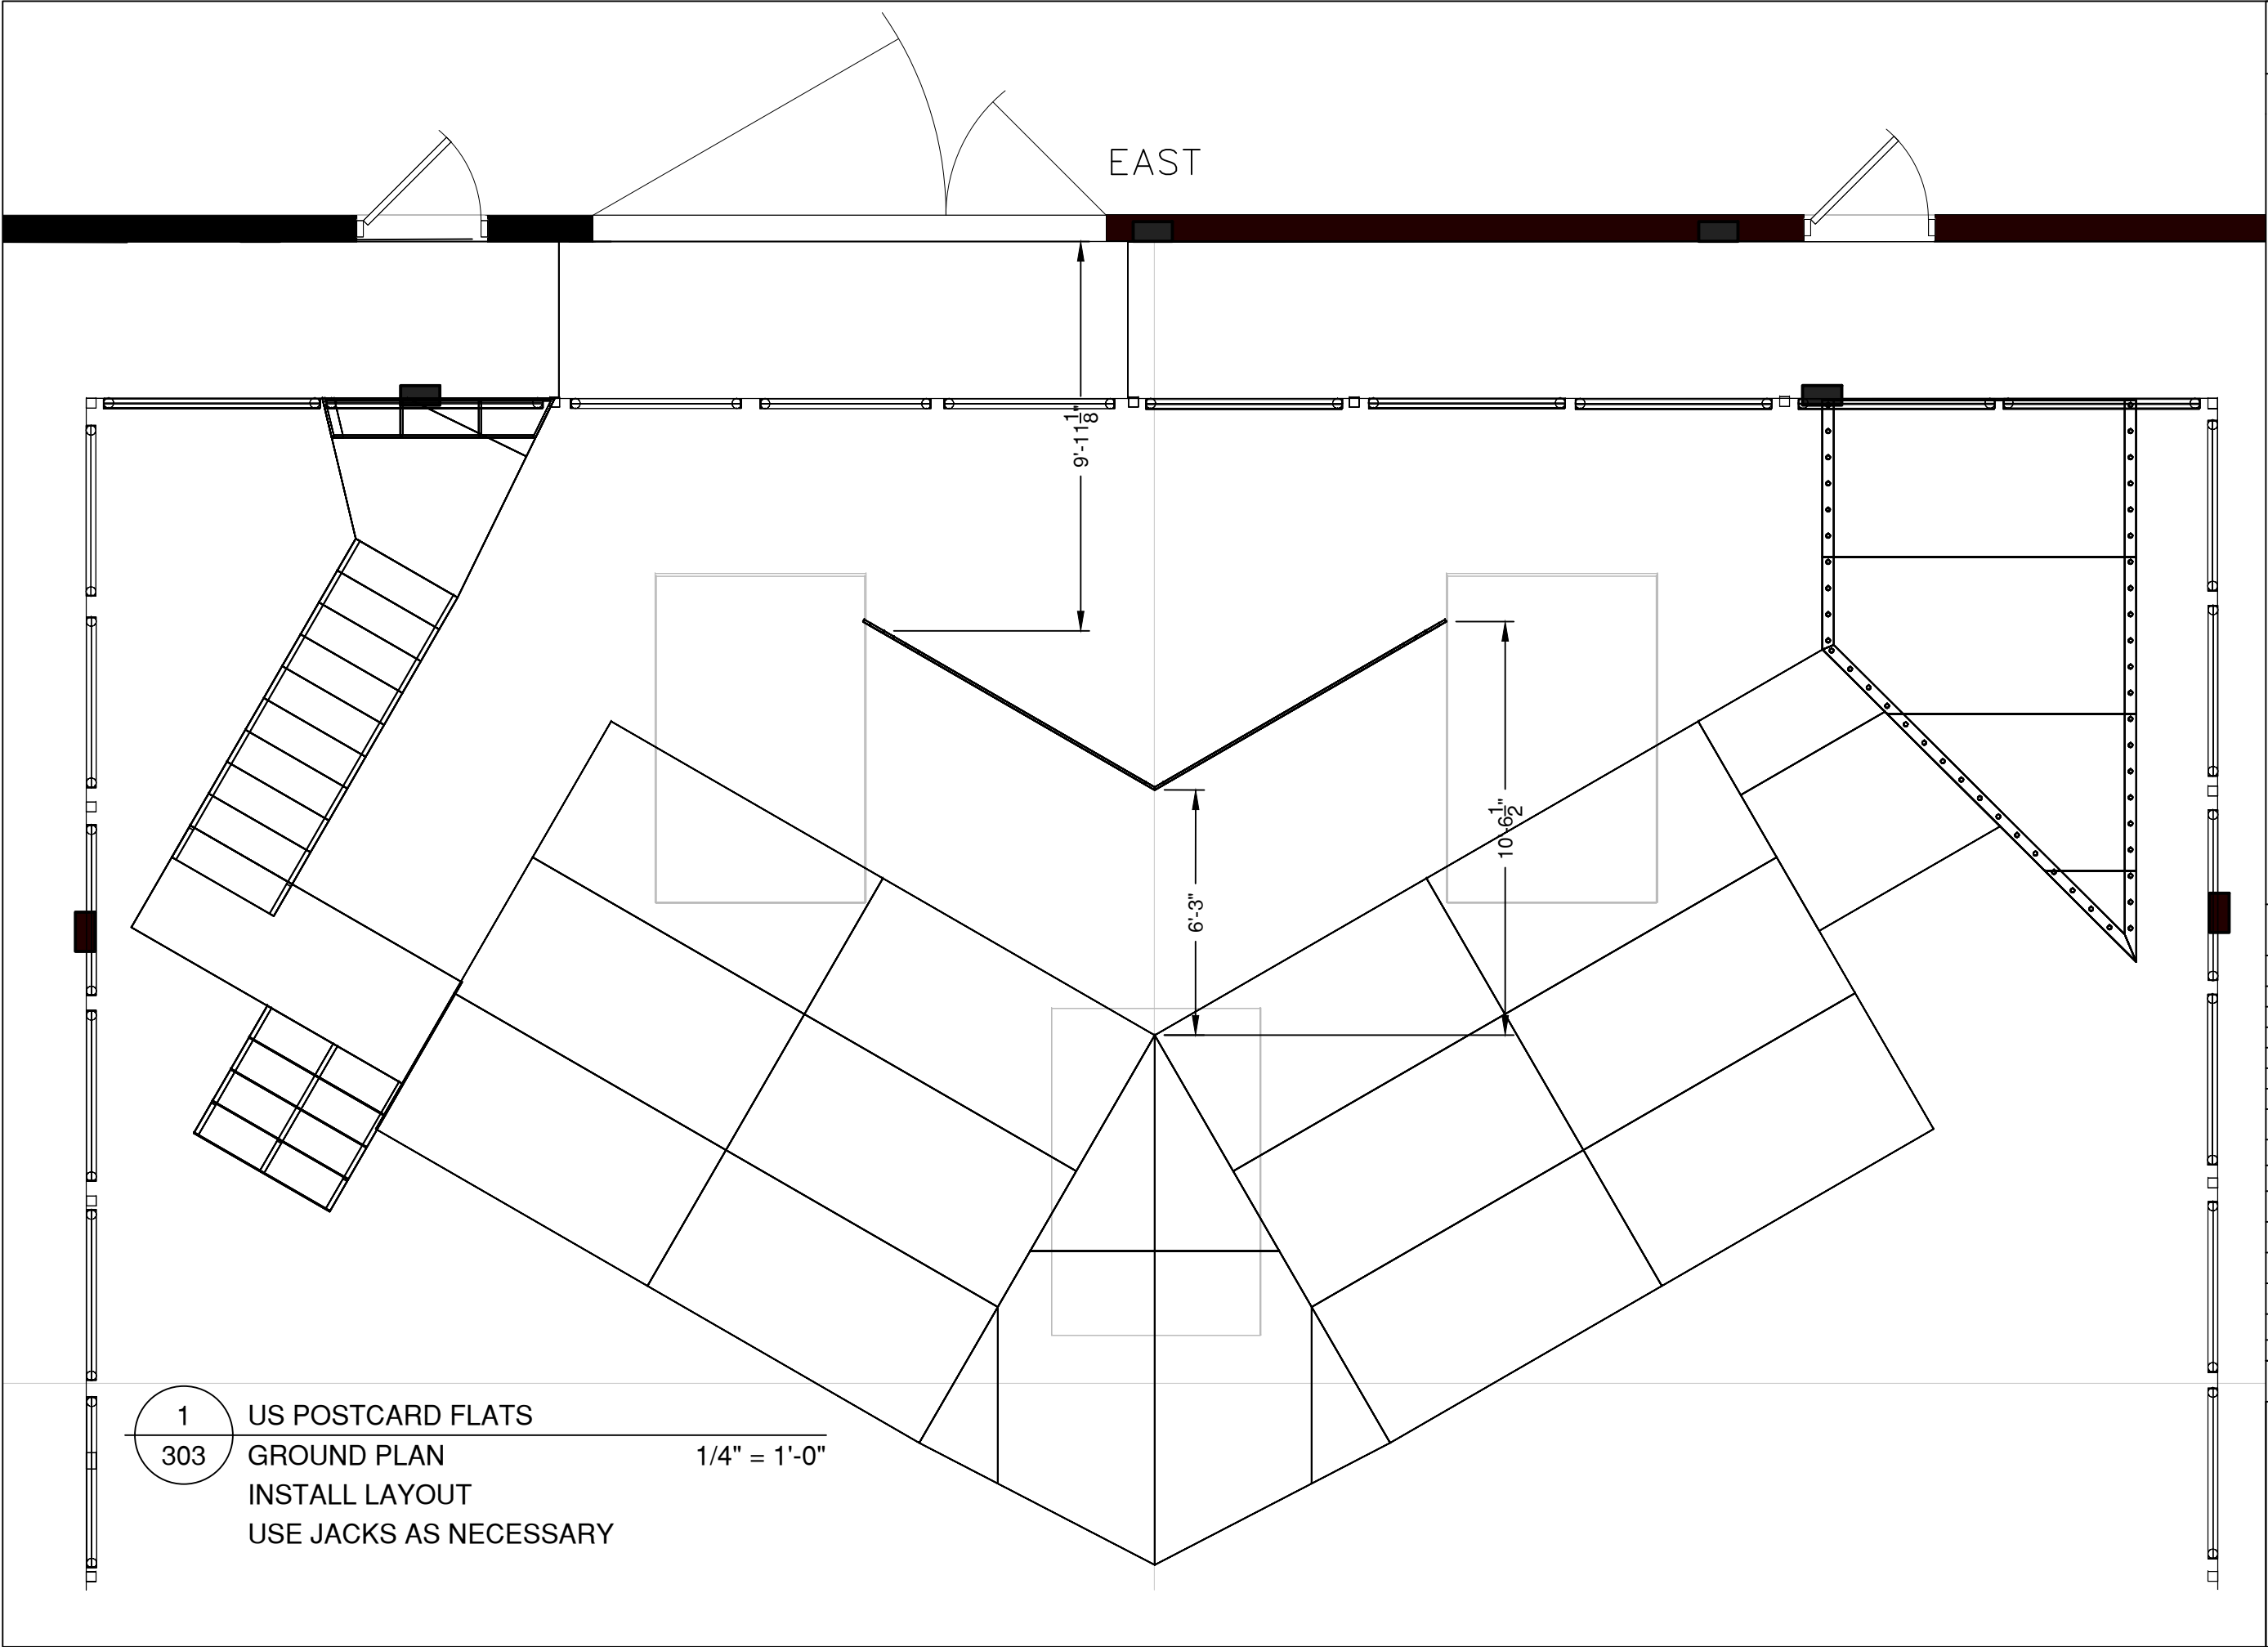 EAST
9'-11 1/8"
10'-6 1/2"
6'-3"
1 US POSTCARD FLATS
303 GROUND PLAN 1/4" = 1'-0"
INSTALL LAYOUT
USE JACKS AS NECESSARY